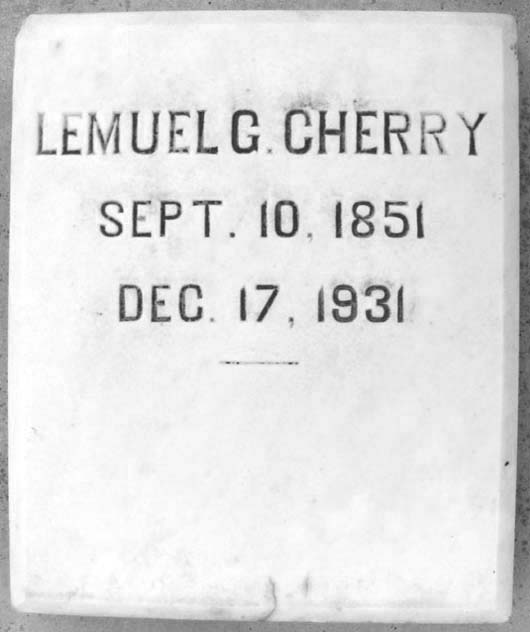 LEMUEL G. CHERRY
SEPT. 10, 1851
DEC. 17, 1931